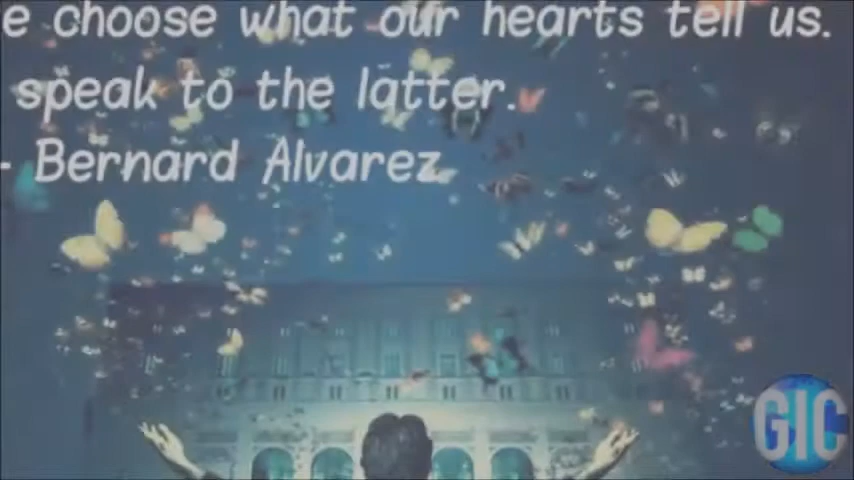 e choose what our hearts tell us.
speak to the latter.
- Bernard Alvarez
GIC